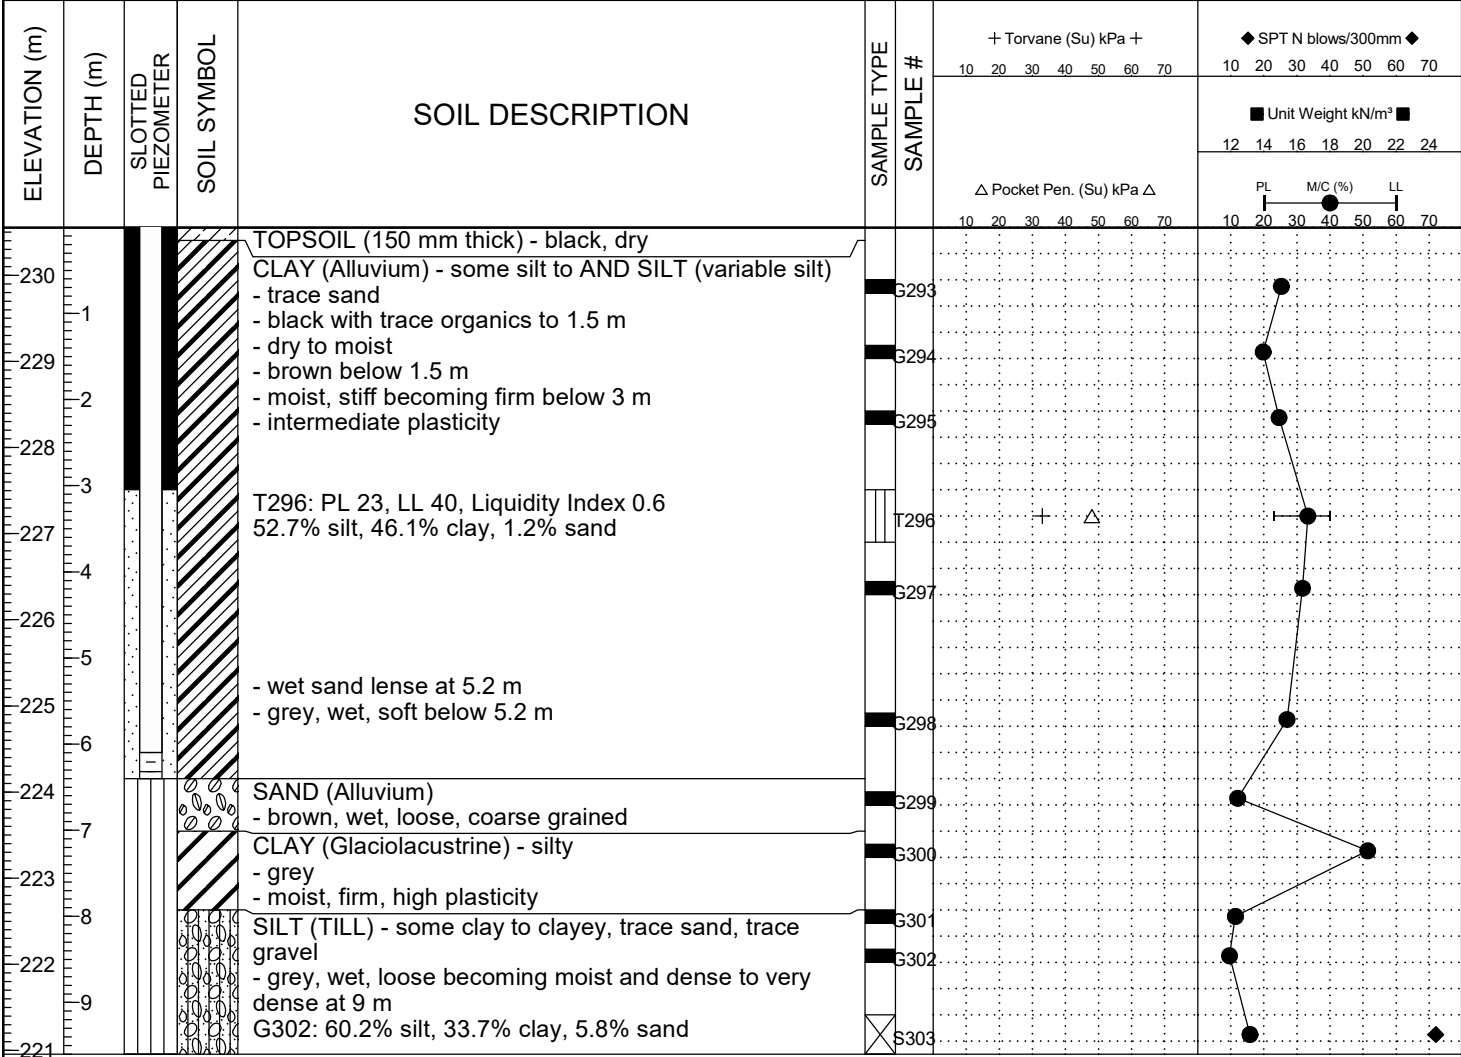 ELEVATION (m)
DEPTH (m)
SLOTTED
PIEZOMETER
SOIL SYMBOL
SOIL DESCRIPTION
SAMPLE TYPE
SAMPLE #
+ Torvane (Su) kPa +
10 20 30 40 50 60 70
△ Pocket Pen. (Su) kPa △
10 20 30 40 50 60 70
◆ SPT N blows/300mm ◆
10 20 30 40 50 60 70
■ Unit Weight kN/m³ ■
12 14 16 18 20 22 24
PL M/C (%) LL
10 20 30 40 50 60 70
TOPSOIL (150 mm thick) - black, dry
CLAY (Alluvium) - some silt to AND SILT (variable silt)
- trace sand
- black with trace organics to 1.5 m
- dry to moist
- brown below 1.5 m
- moist, stiff becoming firm below 3 m
- intermediate plasticity
T296: PL 23, LL 40, Liquidity Index 0.6
52.7% silt, 46.1% clay, 1.2% sand
- wet sand lense at 5.2 m
- grey, wet, soft below 5.2 m
SAND (Alluvium)
- brown, wet, loose, coarse grained
CLAY (Glaciolacustrine) - silty
- grey
- moist, firm, high plasticity
SILT (TILL) - some clay to clayey, trace sand, trace
gravel
- grey, wet, loose becoming moist and dense to very
dense at 9 m
G302: 60.2% silt, 33.7% clay, 5.8% sand
230
229
228
227
226
225
224
223
222
221
1
2
3
4
5
6
7
8
9
G293
G294
G295
T296
G297
G298
G299
G300
G301
G302
S303